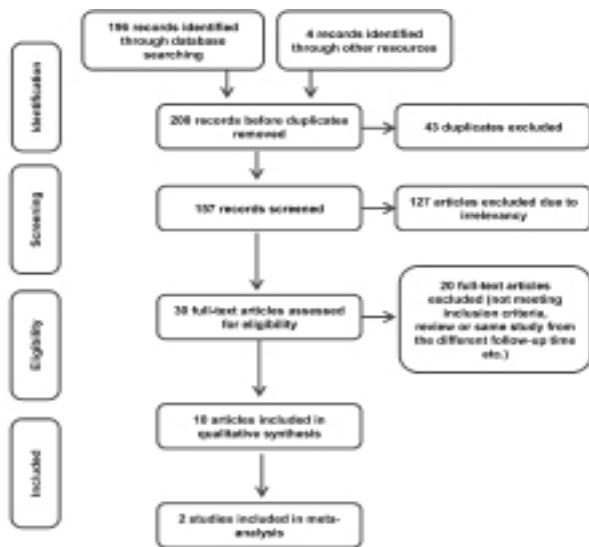 196 records identified
through database
searching
4 records identified
through other resources
Identification
200 records before duplicates
removed
43 duplicates excluded
Screening
157 records screened
127 articles excluded due to
irrelevancy
Eligibility
30 full-text articles assessed
for eligibility
20 full-text articles
excluded (not meeting
inclusion criteria,
review or same study from
the different follow-up time
etc.)
Included
10 articles included in
qualitative synthesis
2 studies included in meta-
analysis